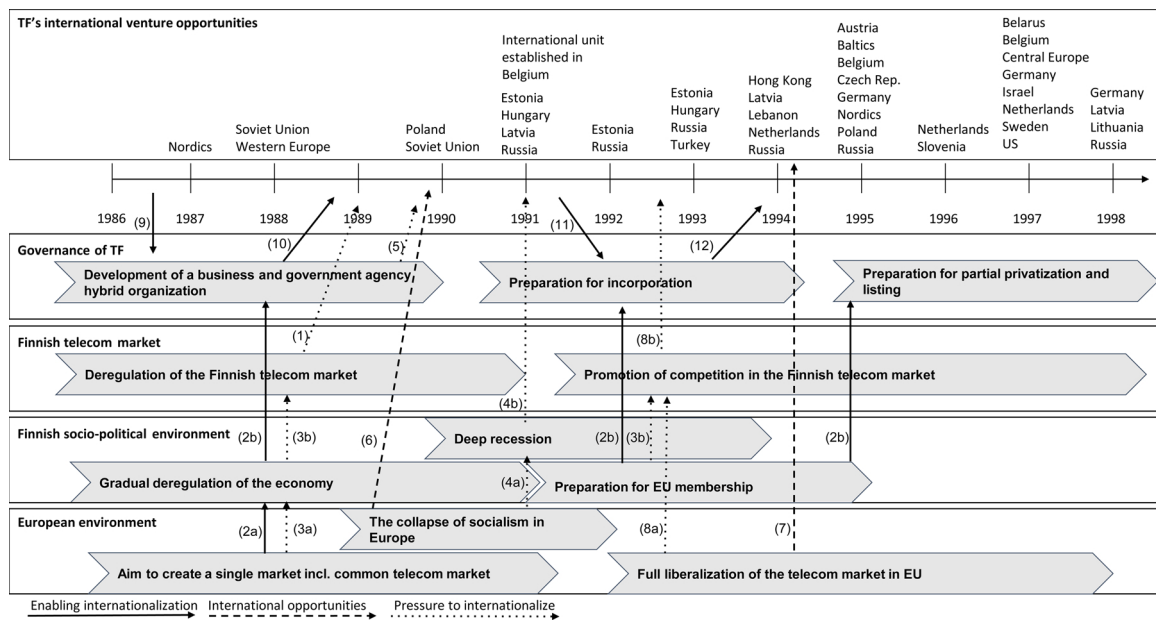 TF's international venture opportunities
Nordics
Soviet Union
Western Europe
Poland
Soviet Union
International unit
established in
Belgium
Estonia
Hungary
Latvia
Russia
Estonia
Russia
Estonia
Hungary
Russia
Turkey
Hong Kong
Latvia
Lebanon
Netherlands
Russia
Austria
Baltics
Belgium
Czech Rep.
Germany
Nordics
Poland
Russia
Netherlands
Slovenia
Belarus
Belgium
Central Europe
Germany
Israel
Netherlands
Sweden
US
Germany
Latvia
Lithuania
Russia
1986 1987 1988 1989 1990 1991 1992 1993 1994 1995 1996 1997 1998
(9)
(10)
(5)
(11)
(12)
Governance of TF
Development of a business and government agency
hybrid organization
Preparation for incorporation
Preparation for partial privatization and
listing
(1)
(8b)
Finnish telecom market
Deregulation of the Finnish telecom market
Promotion of competition in the Finnish telecom market
(4b)
Finnish socio-political environment
(2b)
(3b)
(6)
Deep recession
(2b)
(3b)
(2b)
Gradual deregulation of the economy
(4a)
Preparation for EU membership
European environment
(2a)
(3a)
The collapse of socialism in
Europe
(8a)
(7)
Aim to create a single market incl. common telecom market
Full liberalization of the telecom market in EU
Enabling internationalization
International opportunities
Pressure to internationalize